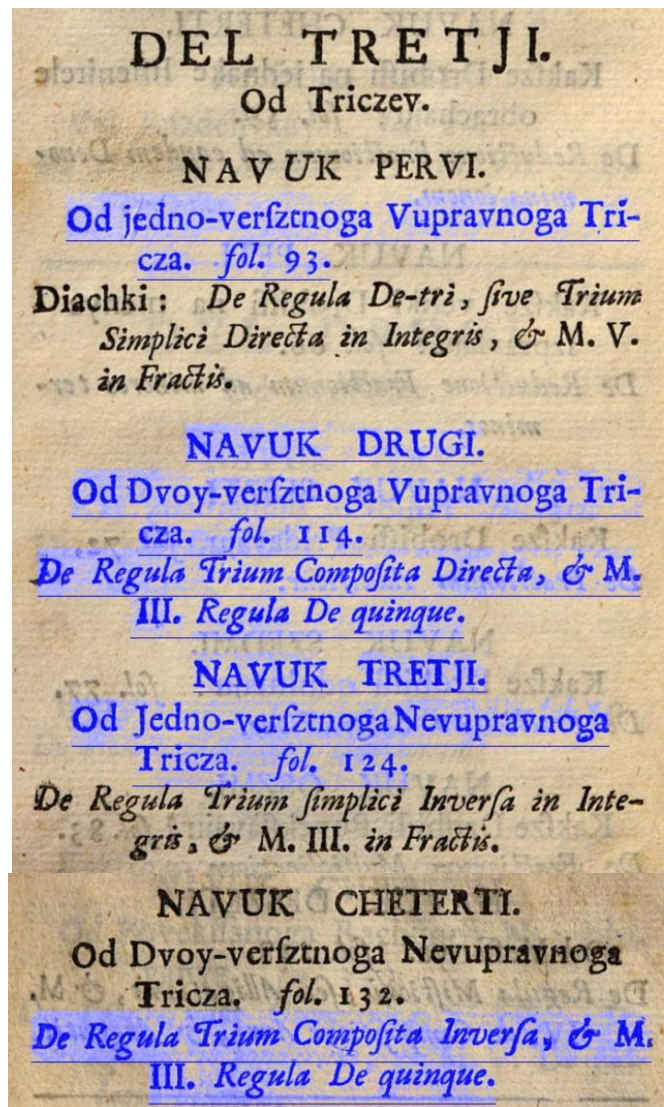 DEL TRETJI.
Od Triczev.
NAVUK PERVI.
Od jedno-verſztnoga Vupravnoga Tri-
cza. fol. 93.
Diachki: De Regula De-tri, ſive Trium
Simplici Directa in Integris, & M. V.
in Fractis.
NAVUK DRUGI.
Od Dvoy-verſztnoga Vupravnoga Tri-
cza. fol. 114.
De Regula Trium Compoſita Directa, & M.
III. Regula De quinque.
NAVUK TRETJI.
Od Jedno-verſztnoga Nevupravnoga
Tricza. fol. 124.
De Regula Trium ſimplici Inverſa in Inte-
gris, & M. III. in Fractis.
NAVUK CHETERTI.
Od Dvoy-verſztnoga Nevupravnoga
Tricza. fol. 132.
De Regula Trium Compoſita Inverſa, & M.
III. Regula De quinque.